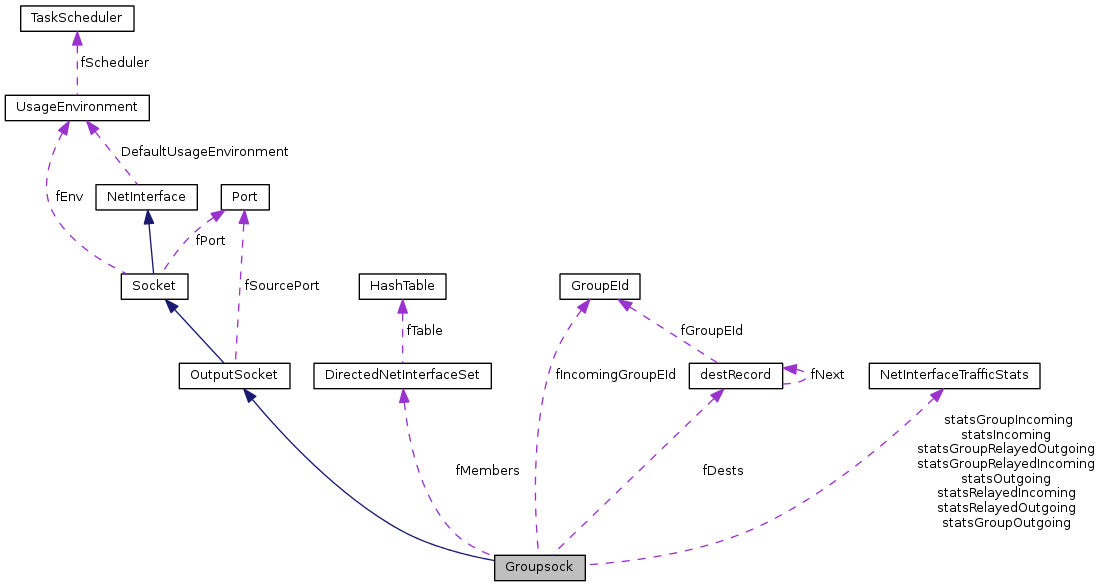 TaskScheduler
fScheduler
UsageEnvironment
DefaultUsageEnvironment
fEnv
NetInterface
Port
fPort
Socket
fSourcePort
HashTable
GroupEId
fTable
fGroupEId
OutputSocket
DirectedNetInterfaceSet
fIncomingGroupEId
destRecord
fNext
NetInterfaceTrafficStats
statsGroupIncoming
statsIncoming
statsGroupRelayedOutgoing
statsGroupRelayedIncoming
statsOutgoing
statsRelayedIncoming
statsRelayedOutgoing
statsGroupOutgoing
fMembers
fDests
Groupsock